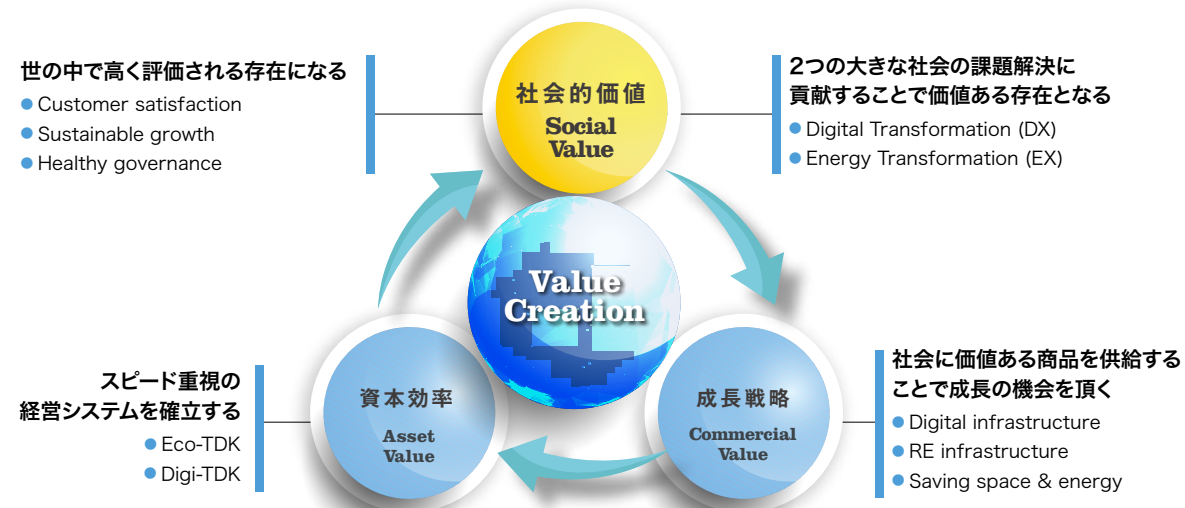 世の中で高く評価される存在になる
● Customer satisfaction
● Sustainable growth
● Healthy governance
社会的価値
Social
Value
2つの大きな社会の課題解決に
貢献することで価値ある存在となる
● Digital Transformation (DX)
● Energy Transformation (EX)
Value
Creation
スピード重視の
経営システムを確立する
● Eco-TDK
● Digi-TDK
資本効率
Asset
Value
成長戦略
Commercial
Value
社会に価値ある商品を供給する
ことで成長の機会を頂く
● Digital infrastructure
● RE infrastructure
● Saving space & energy